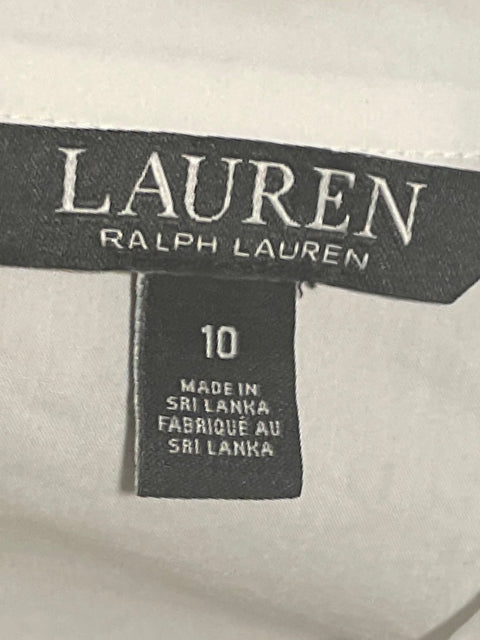 LAUREN
RALPH LAUREN
10
MADE IN
SRI LANKA
FABRIQUÉ AU
SRI LANKA